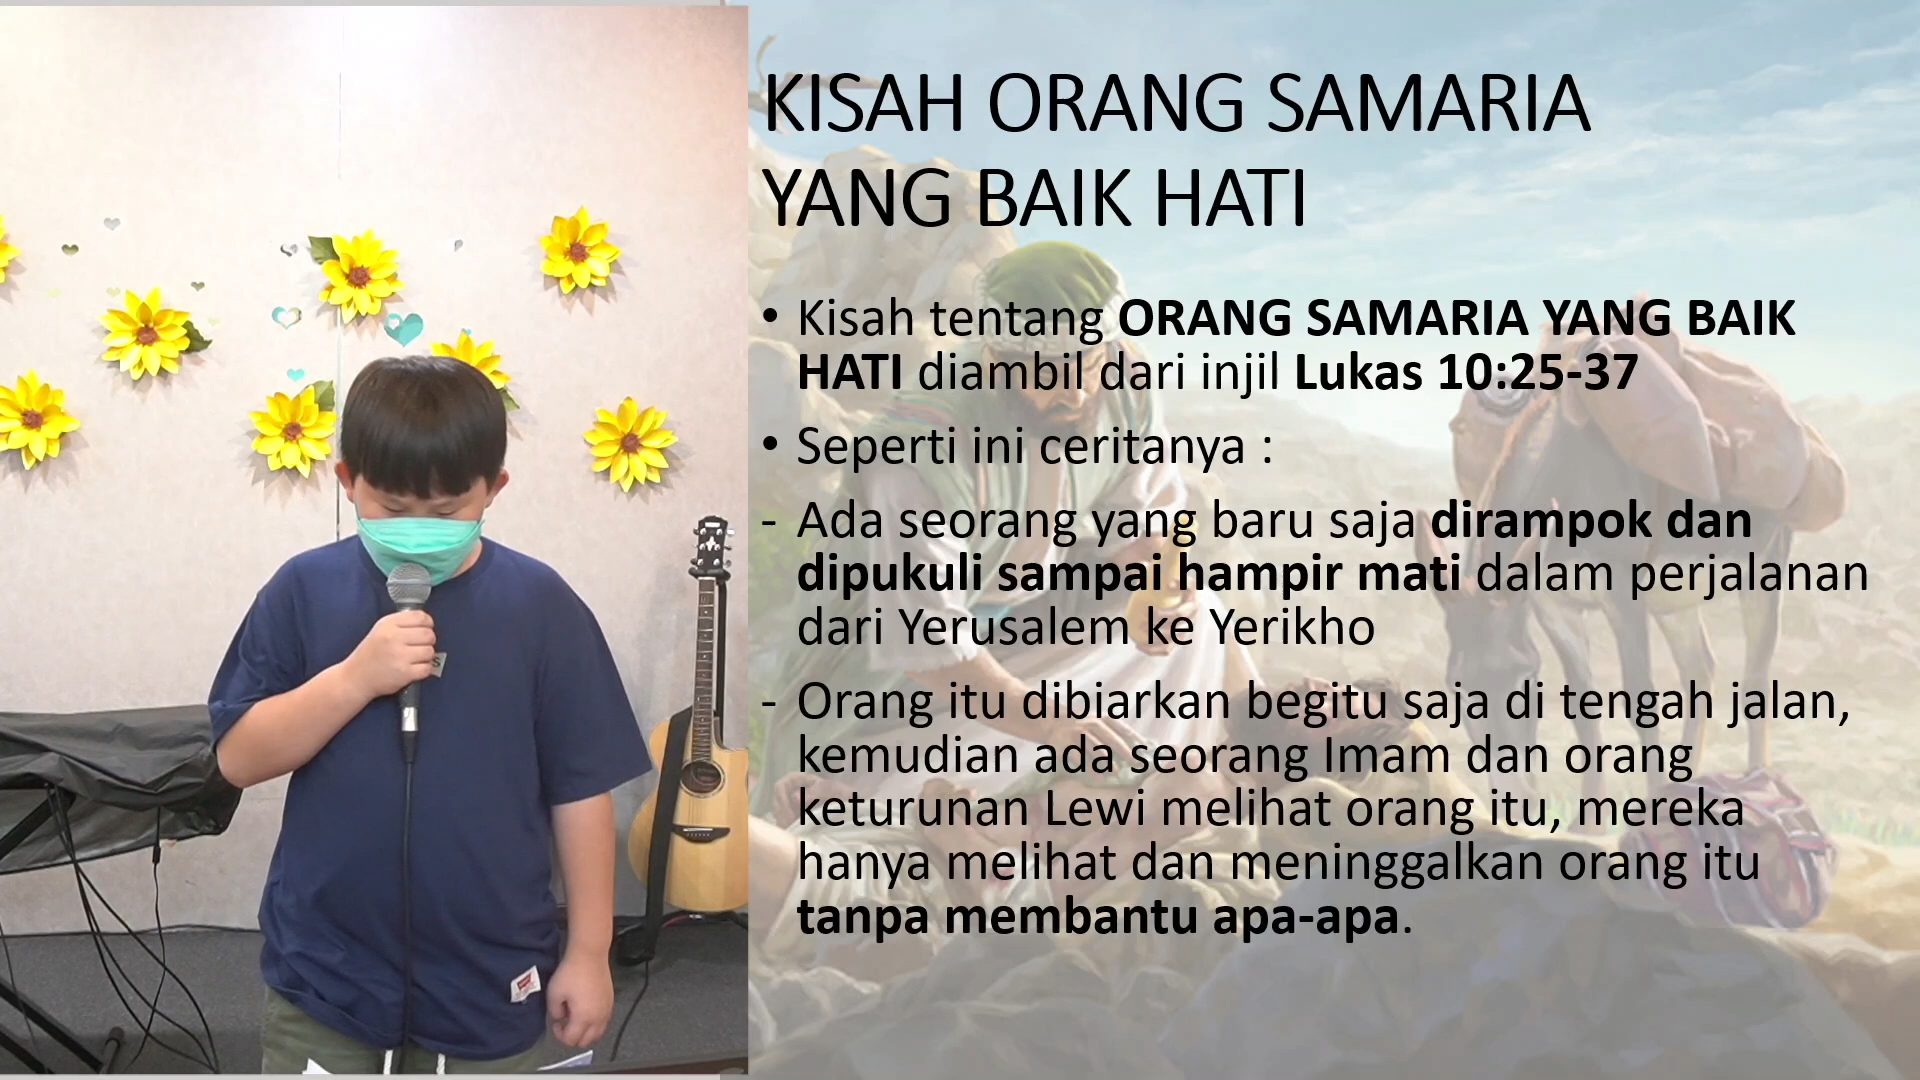 KISAH ORANG SAMARIA
YANG BAIK HATI
• Kisah tentang ORANG SAMARIA YANG BAIK
HATI diambil dari injil Lukas 10:25-37
• Seperti ini ceritanya :
- Ada seorang yang baru saja dirampok dan
dipukuli sampai hampir mati dalam perjalanan
dari Yerusalem ke Yerikho
- Orang itu dibiarkan begitu saja di tengah jalan,
kemudian ada seorang Imam dan orang
keturunan Lewi melihat orang itu, mereka
hanya melihat dan meninggalkan orang itu
tanpa membantu apa-apa.